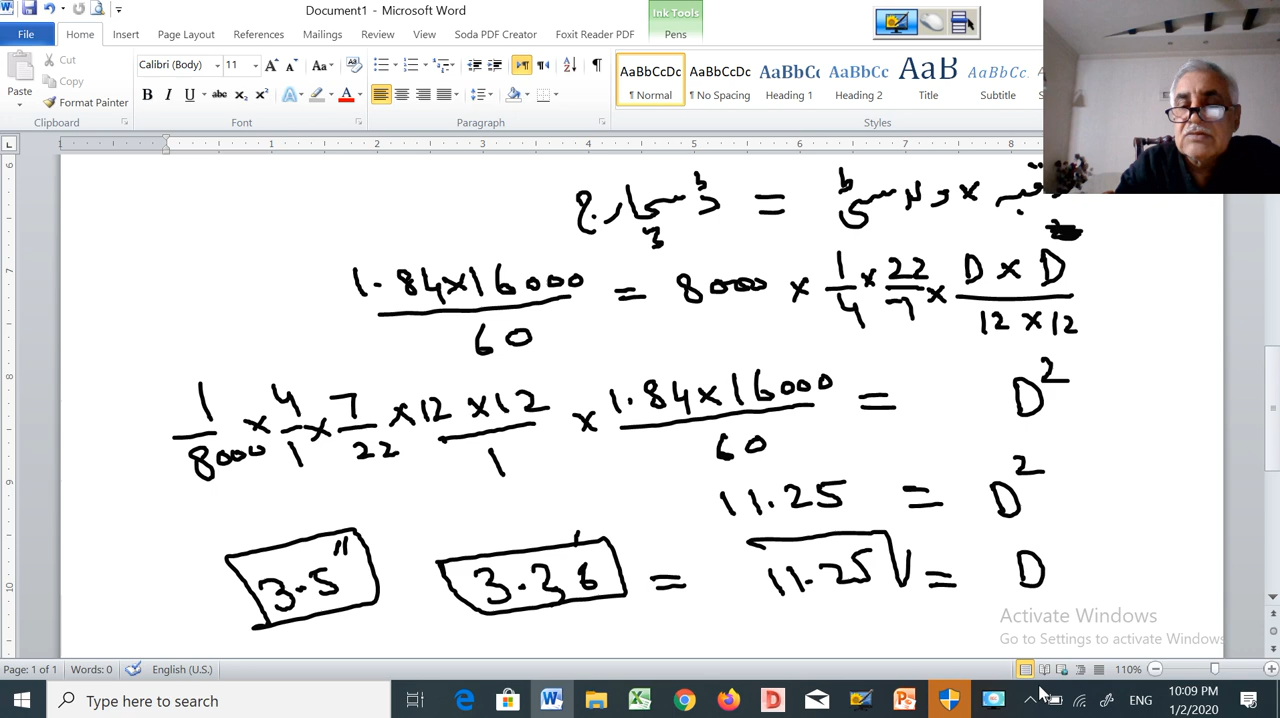 Document1 - Microsoft Word
Ink Tools
File Home Insert Page Layout References Mailings Review View Soda PDF Creator Foxit Reader PDF Pens
Cut
Copy
Format Painter
Paste
Calibri (Body) 11
B I U abc
AaBbCcDc AaBbCcDc AaBbCc AaBbCc AaB AaBbCc.
¶ Normal ¶ No Spacing Heading 1 Heading 2 Title Subtitle
Clipboard Font Paragraph Styles
=
1.84×16000/60 = 8000 × 1/4 × 22/7 × D × D/12 × 12
1/8000 × 4/1 × 7/22 × 12 × 12/1 × 1.84×16000/60 = D²
11.25 = D²
3.5" 3.36 = 11.25√ = D
Activate Windows
Go to Settings to activate Windows.
Page: 1 of 1 Words: 0 English (U.S.) 110%
Type here to search
ENG
10:09 PM
1/2/2020